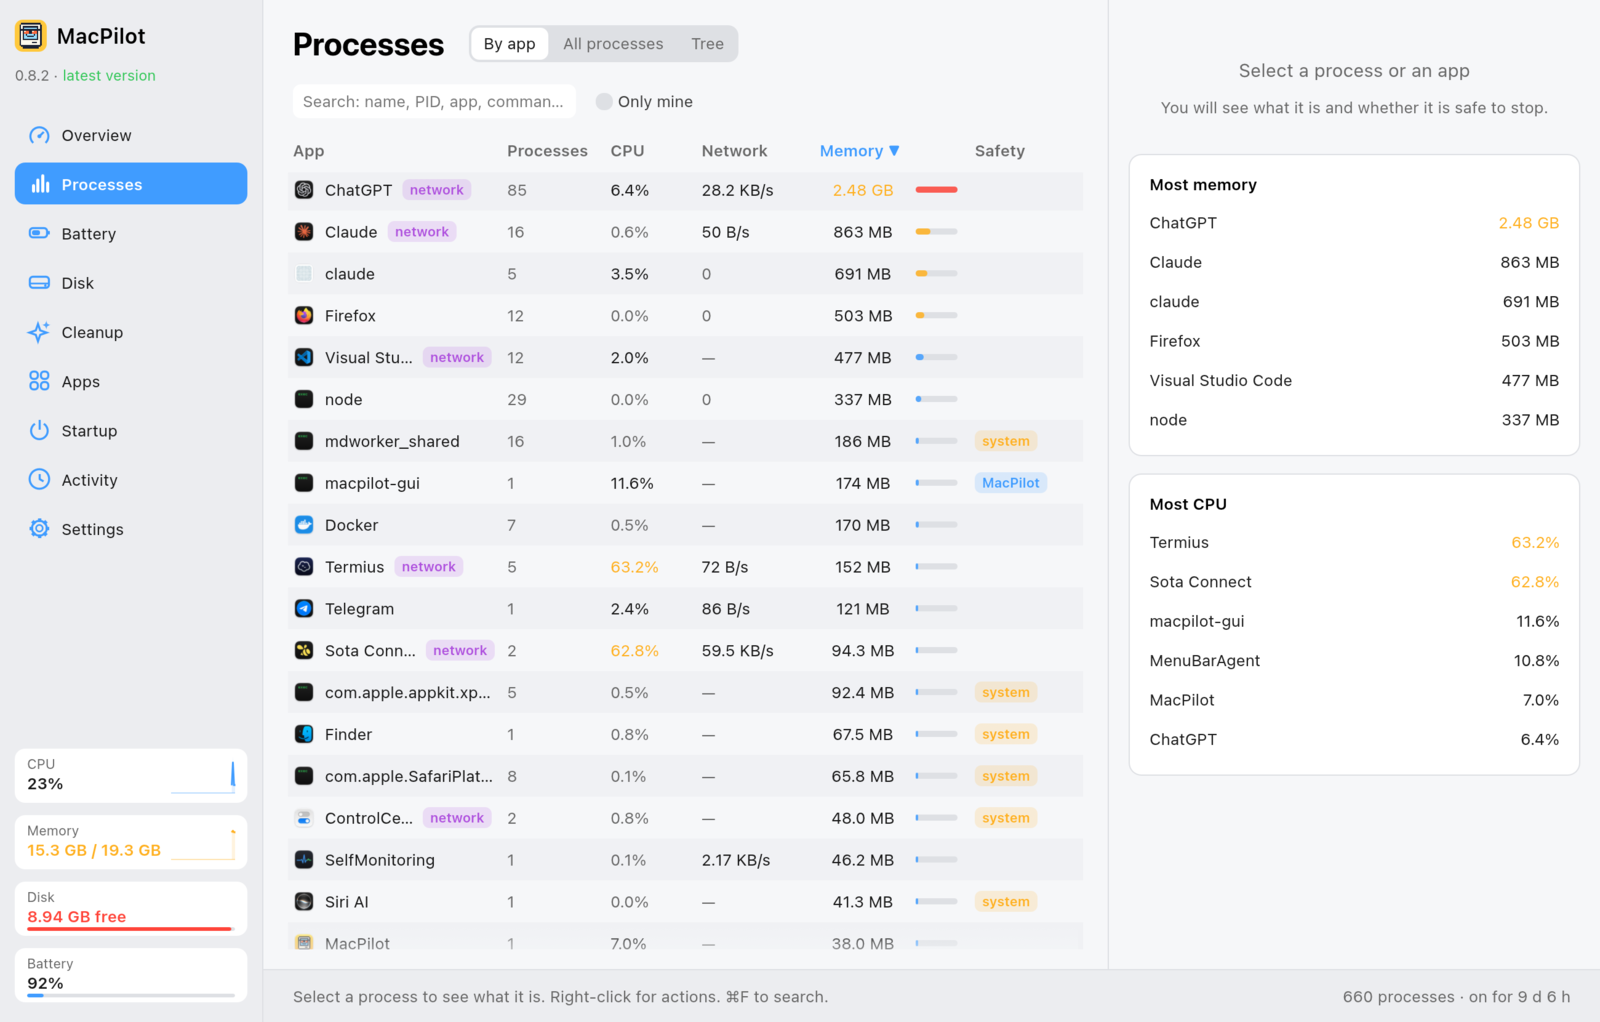 MacPilot
0.8.2 · latest version
Overview
Processes
Battery
Disk
Cleanup
Apps
Startup
Activity
Settings
CPU
23%
Memory
15.3 GB / 19.3 GB
Disk
8.94 GB free
Battery
92%
Processes By app All processes Tree
Search: name, PID, app, comman... Only mine
App Processes CPU Network Memory ▼ Safety
ChatGPT network 85 6.4% 28.2 KB/s 2.48 GB
Claude network 16 0.6% 50 B/s 863 MB
claude 5 3.5% 0 691 MB
Firefox 12 0.0% 0 503 MB
Visual Stu... network 12 2.0% — 477 MB
node 29 0.0% 0 337 MB
mdworker_shared 16 1.0% — 186 MB system
macpilot-gui 1 11.6% — 174 MB MacPilot
Docker 7 0.5% — 170 MB
Termius network 5 63.2% 72 B/s 152 MB
Telegram 1 2.4% 86 B/s 121 MB
Sota Conn... network 2 62.8% 59.5 KB/s 94.3 MB
com.apple.appkit.xp... 5 0.5% — 92.4 MB system
Finder 1 0.8% — 67.5 MB system
com.apple.SafariPlat... 8 0.1% — 65.8 MB system
ControlCe... network 2 0.8% — 48.0 MB system
SelfMonitoring 1 0.1% 2.17 KB/s 46.2 MB
Siri AI 1 0.0% — 41.3 MB system
MacPilot 1 7.0% — 38.0 MB
Select a process or an app
You will see what it is and whether it is safe to stop.
Most memory
ChatGPT 2.48 GB
Claude 863 MB
claude 691 MB
Firefox 503 MB
Visual Studio Code 477 MB
node 337 MB
Most CPU
Termius 63.2%
Sota Connect 62.8%
macpilot-gui 11.6%
MenuBarAgent 10.8%
MacPilot 7.0%
ChatGPT 6.4%
Select a process to see what it is. Right-click for actions. ⌘F to search.
660 processes · on for 9 d 6 h